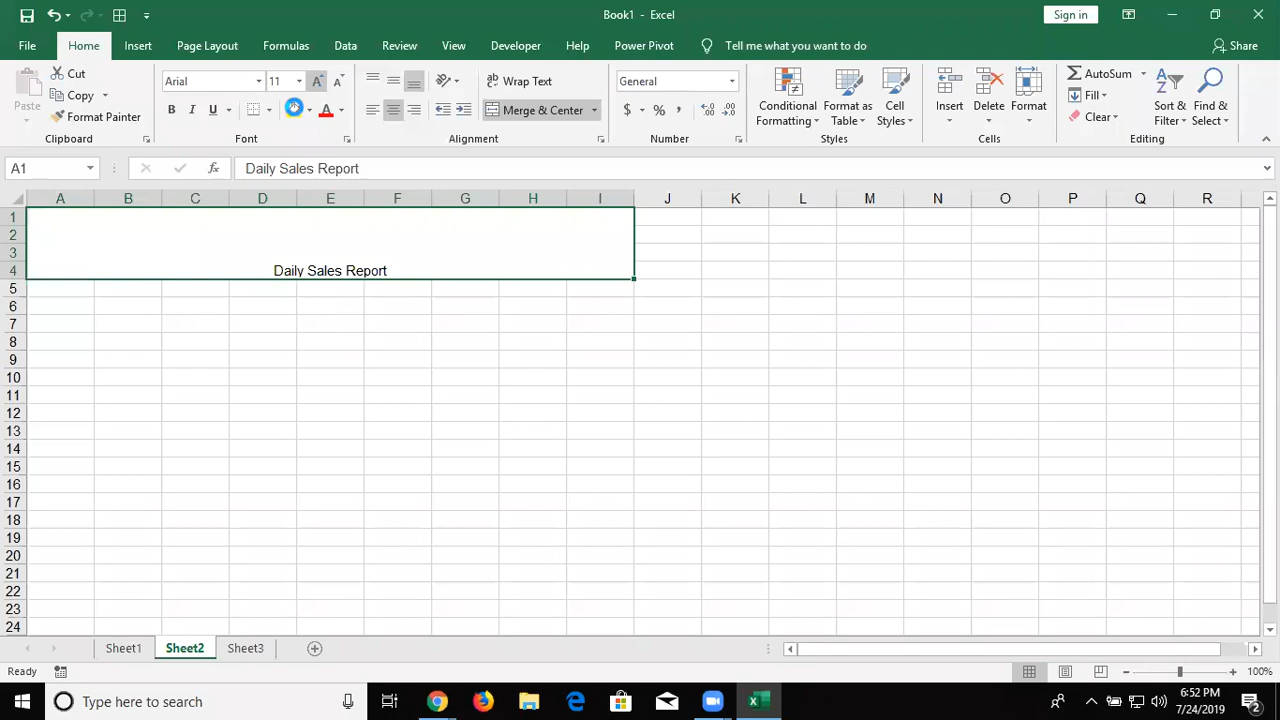 Book1 - Excel
Sign in
File Home Insert Page Layout Formulas Data Review View Developer Help Power Pivot Tell me what you want to do Share
Paste
Cut
Copy
Format Painter
Clipboard
Arial 11 A A
B I U A
Font
ab Wrap Text
Merge & Center
Alignment
General
$ % ,
Number
Conditional Formatting
Format as Table
Cell Styles
Styles
Insert Delete Format
Cells
AutoSum
Fill
Clear
Sort & Filter
Find & Select
Editing
A1 fx Daily Sales Report
A B C D E F G H I J K L M N O P Q R
1
2
3
4 Daily Sales Report
5
6
7
8
9
10
11
12
13
14
15
16
17
18
19
20
21
22
23
24
Sheet1 Sheet2 Sheet3
Ready 100%
Type here to search
6:52 PM
7/24/2019
2